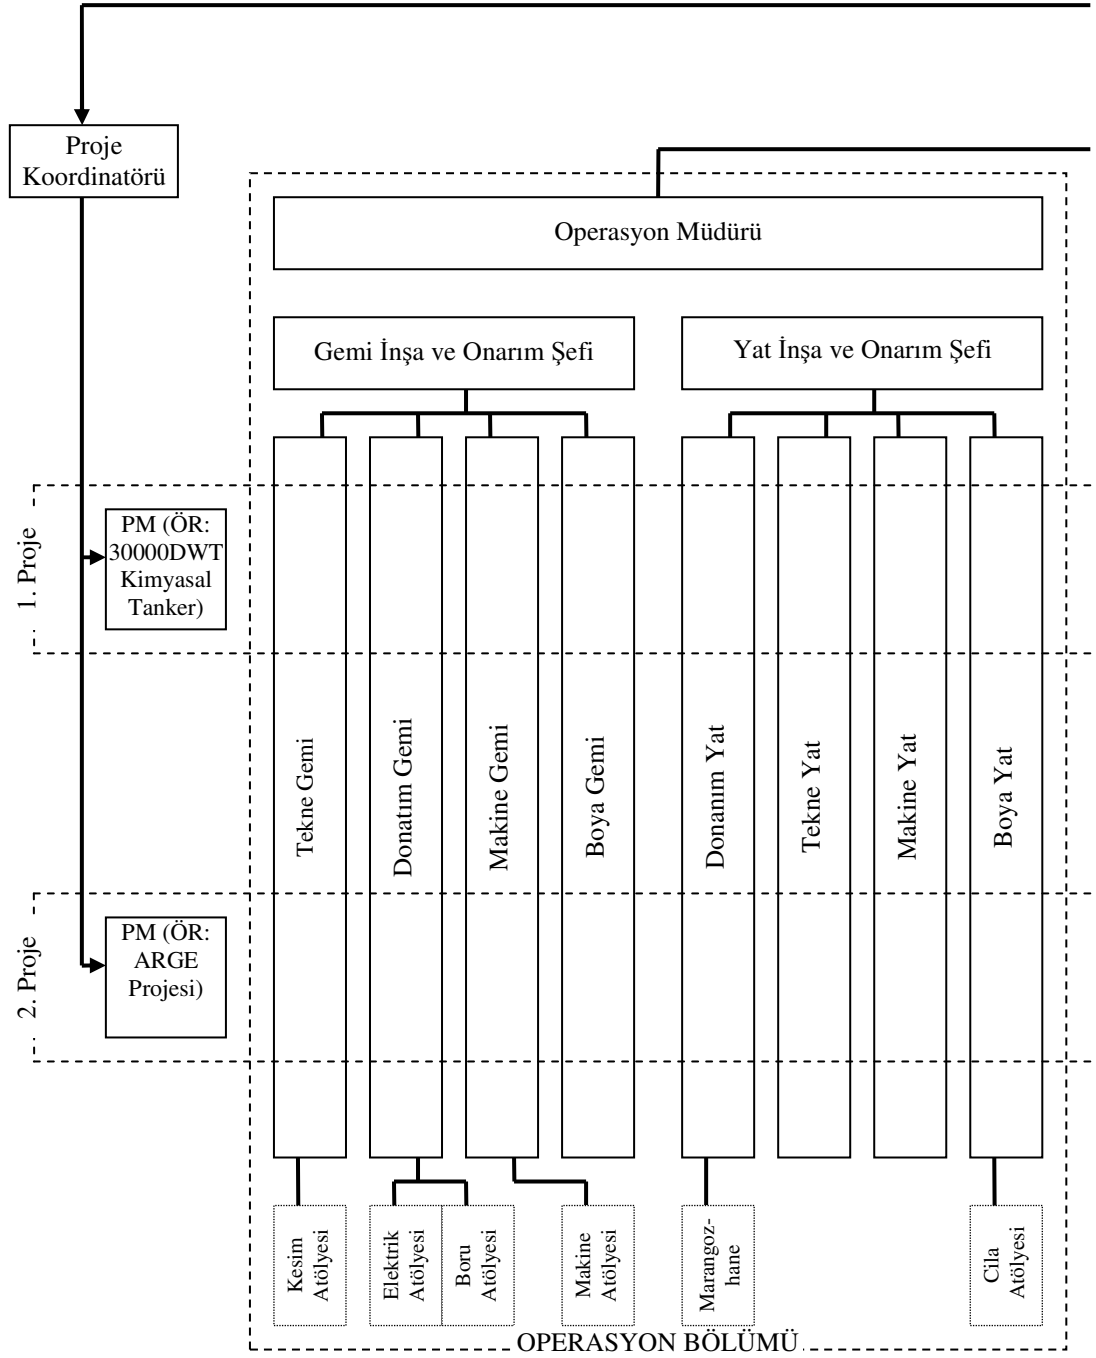 Proje
Koordinatörü
Operasyon Müdürü
Gemi İnşa ve Onarım Şefi
Yat İnşa ve Onarım Şefi
1. Proje
PM (ÖR:
30000DWT
Kimyasal
Tanker)
Tekne Gemi
Donatım Gemi
Makine Gemi
Boya Gemi
Donanım Yat
Tekne Yat
Makine Yat
Boya Yat
2. Proje
PM (ÖR:
ARGE
Projesi)
Kesim
Atölyesi
Elektrik
Atölyesi
Boru
Atölyesi
Makine
Atölyesi
Marangoz-
hane
Cila
Atölyesi
OPERASYON BÖLÜMÜ